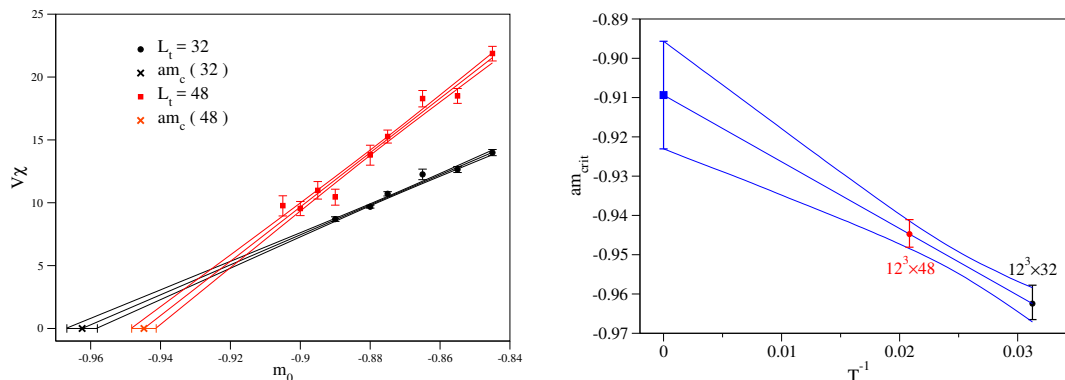 25
20
15
10
5
0
Vχ
L_t = 32
am_c ( 32 )
L_t = 48
am_c ( 48 )
-0.96 -0.94 -0.92 -0.9 -0.88 -0.86 -0.84
m_0
-0.89
-0.90
-0.91
-0.92
-0.93
-0.94
-0.95
-0.96
-0.97
am_crit
12^3×48
12^3×32
0 0.01 0.02 0.03
T^-1